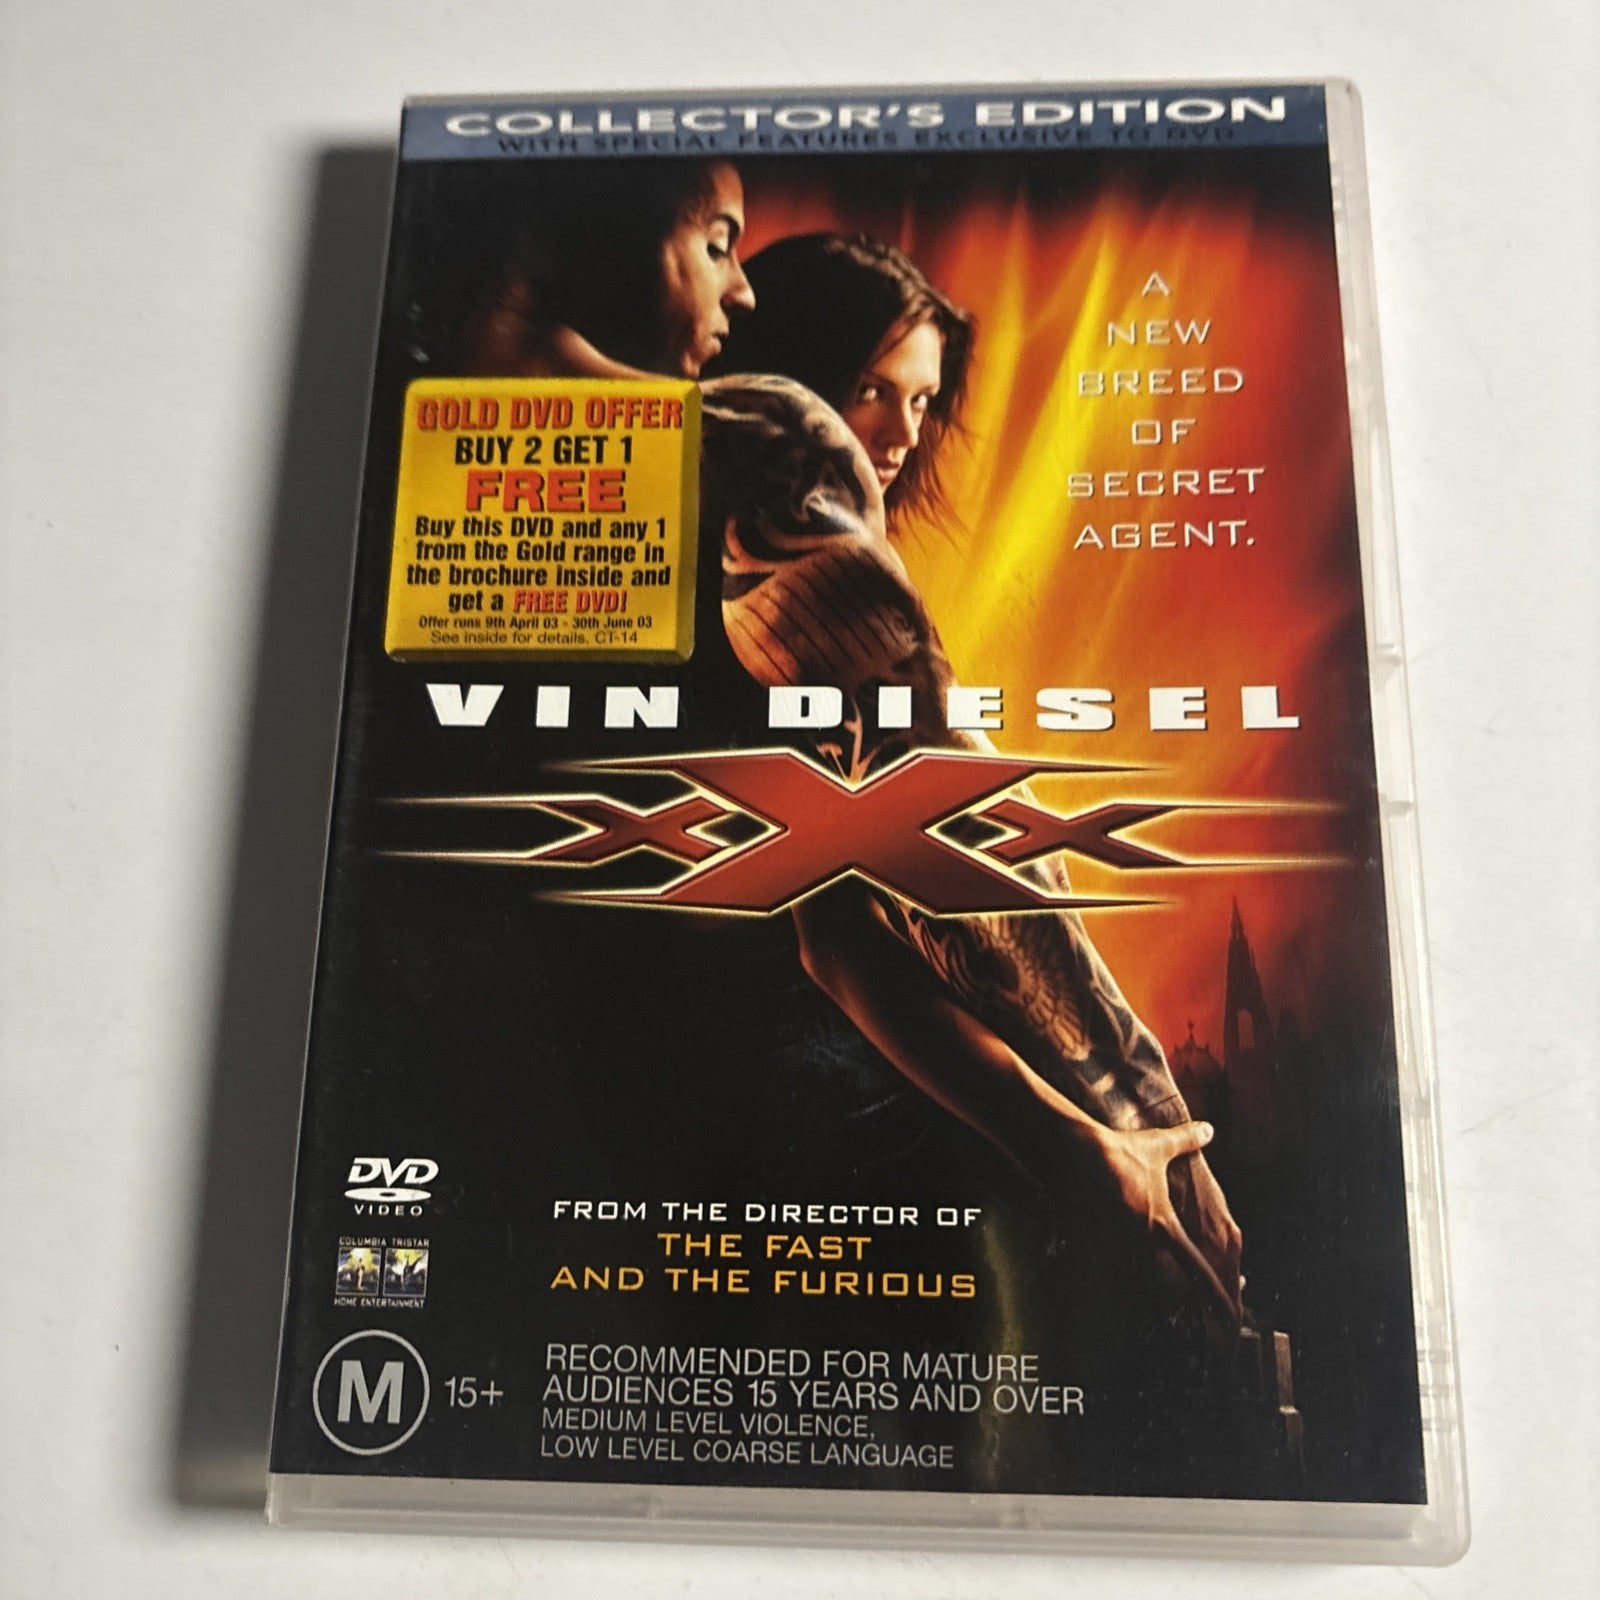 COLLECTOR'S EDITION
WITH SPECIAL FEATURES EXCLUSIVE TO DVD
A
NEW
BREED
OF
SECRET
AGENT.
GOLD DVD OFFER
BUY 2 GET 1
FREE
Buy this DVD and any 1
from the Gold range in
the brochure inside and
get a FREE DVD!
Offer runs 9th April 03 - 30th June 03
See inside for details. CT-14
VIN DIESEL
xXx
DVD
VIDEO
FROM THE DIRECTOR OF
THE FAST
AND THE FURIOUS
COLUMBIA TRISTAR
HOME ENTERTAINMENT
M 15+
RECOMMENDED FOR MATURE
AUDIENCES 15 YEARS AND OVER
MEDIUM LEVEL VIOLENCE,
LOW LEVEL COARSE LANGUAGE